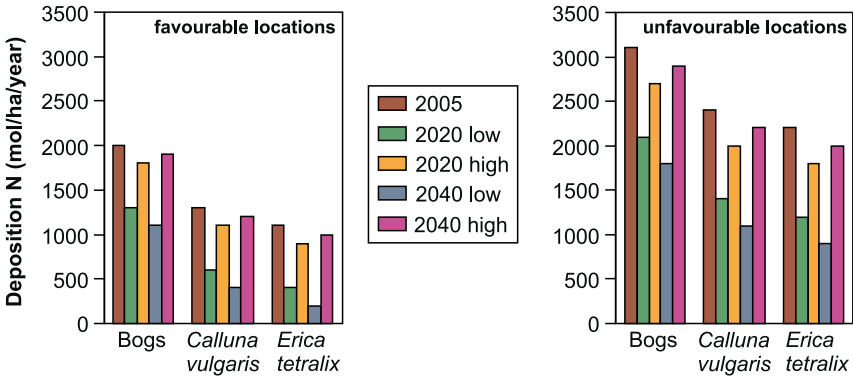 Deposition N (mol/ha/year)
3500
3000
2500
2000
1500
1000
500
0
favourable locations
Bogs
Calluna
vulgaris
Erica
tetralix
2005
2020 low
2020 high
2040 low
2040 high
3500
3000
2500
2000
1500
1000
500
0
unfavourable locations
Bogs
Calluna
vulgaris
Erica
tetralix